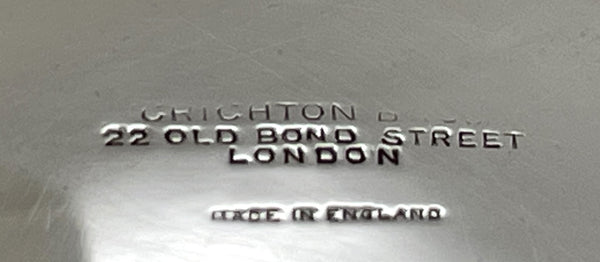 CRICHTON
22 OLD BOND STREET
LONDON
MADE IN ENGLAND